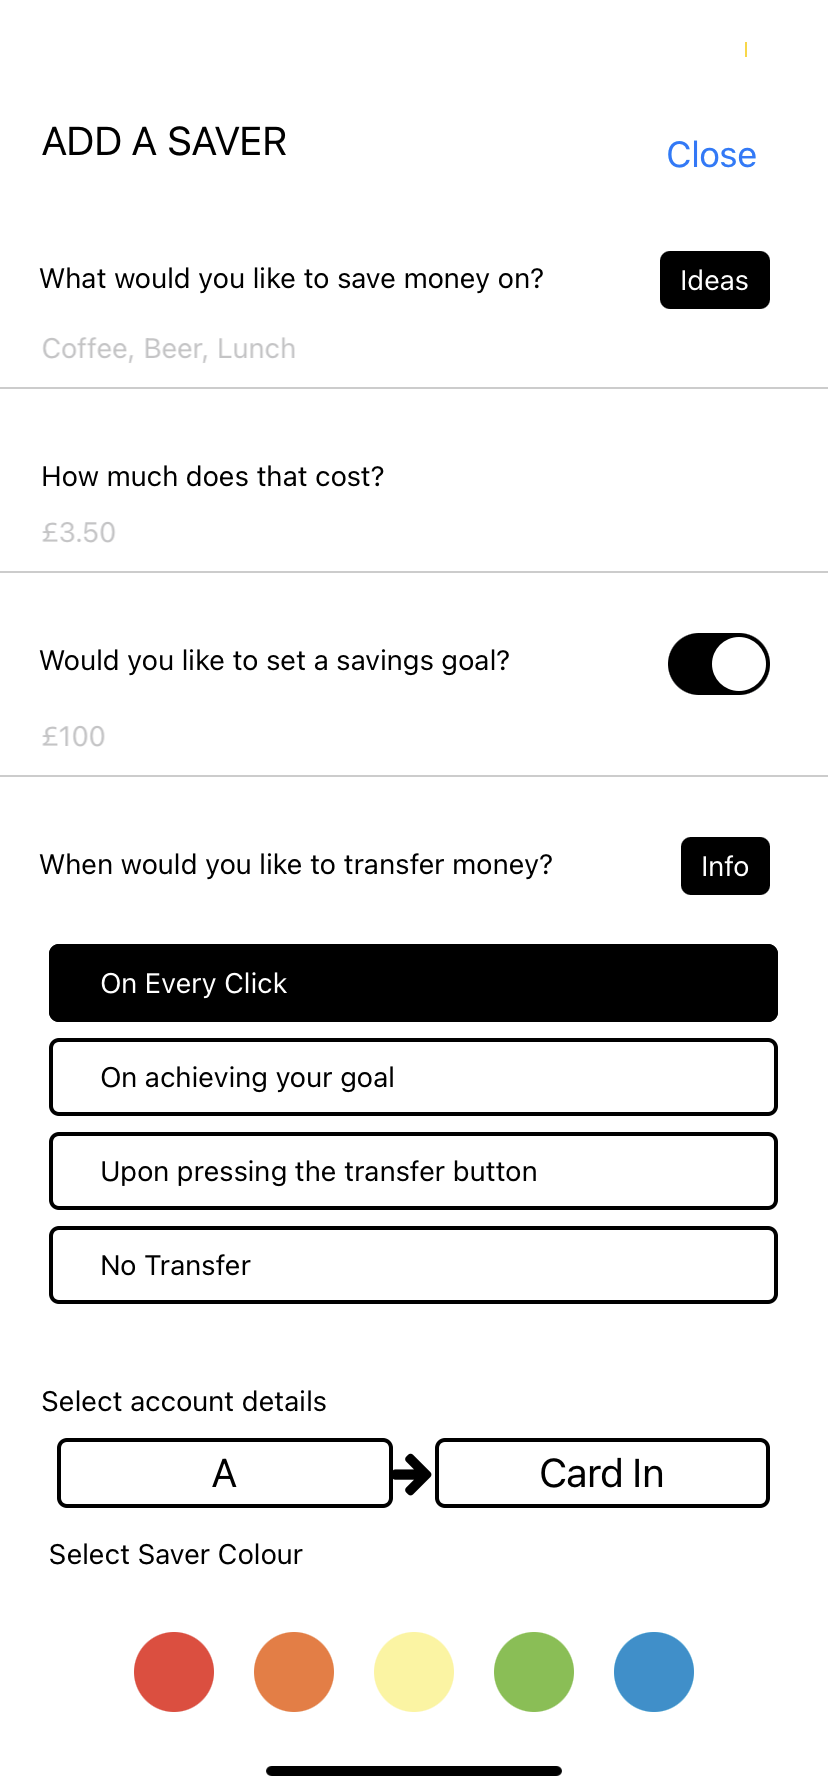 ADD A SAVER
Close
What would you like to save money on?
Ideas
Coffee, Beer, Lunch
How much does that cost?
£3.50
Would you like to set a savings goal?
£100
When would you like to transfer money?
Info
On Every Click
On achieving your goal
Upon pressing the transfer button
No Transfer
Select account details
A
Card In
Select Saver Colour